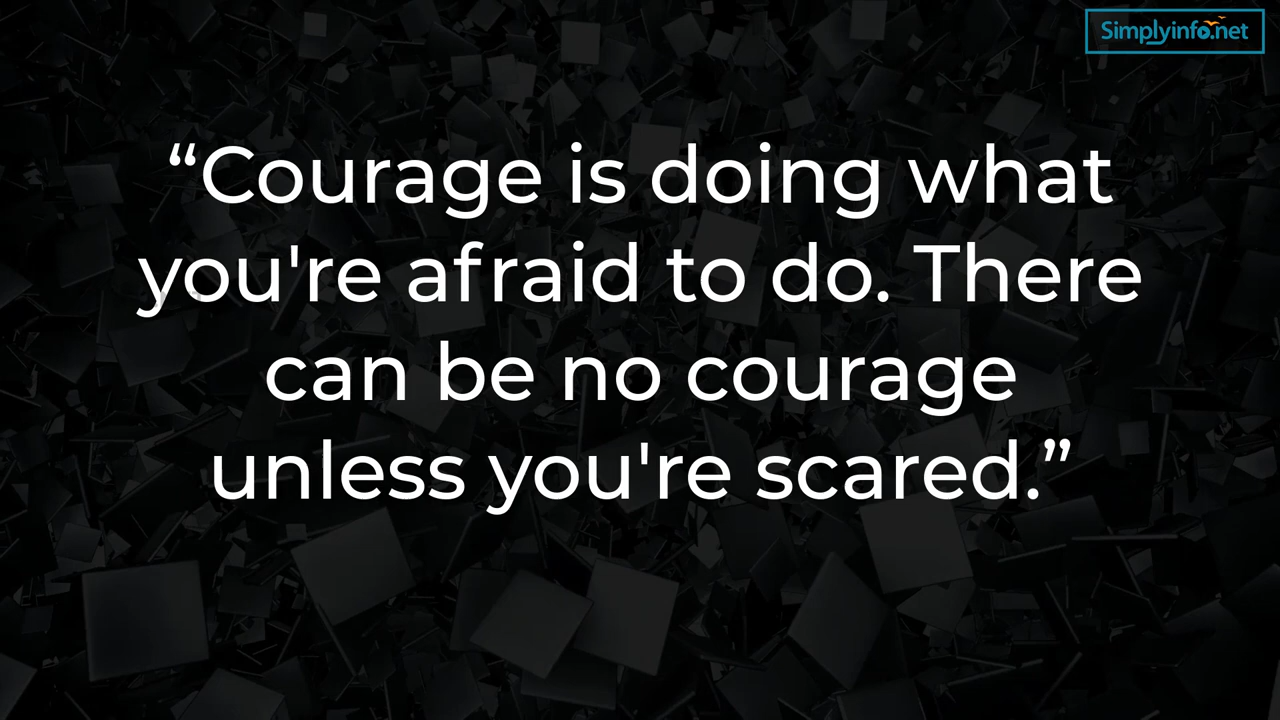 Simplyinfo.net
“Courage is doing what
you're afraid to do. There
can be no courage
unless you're scared.”